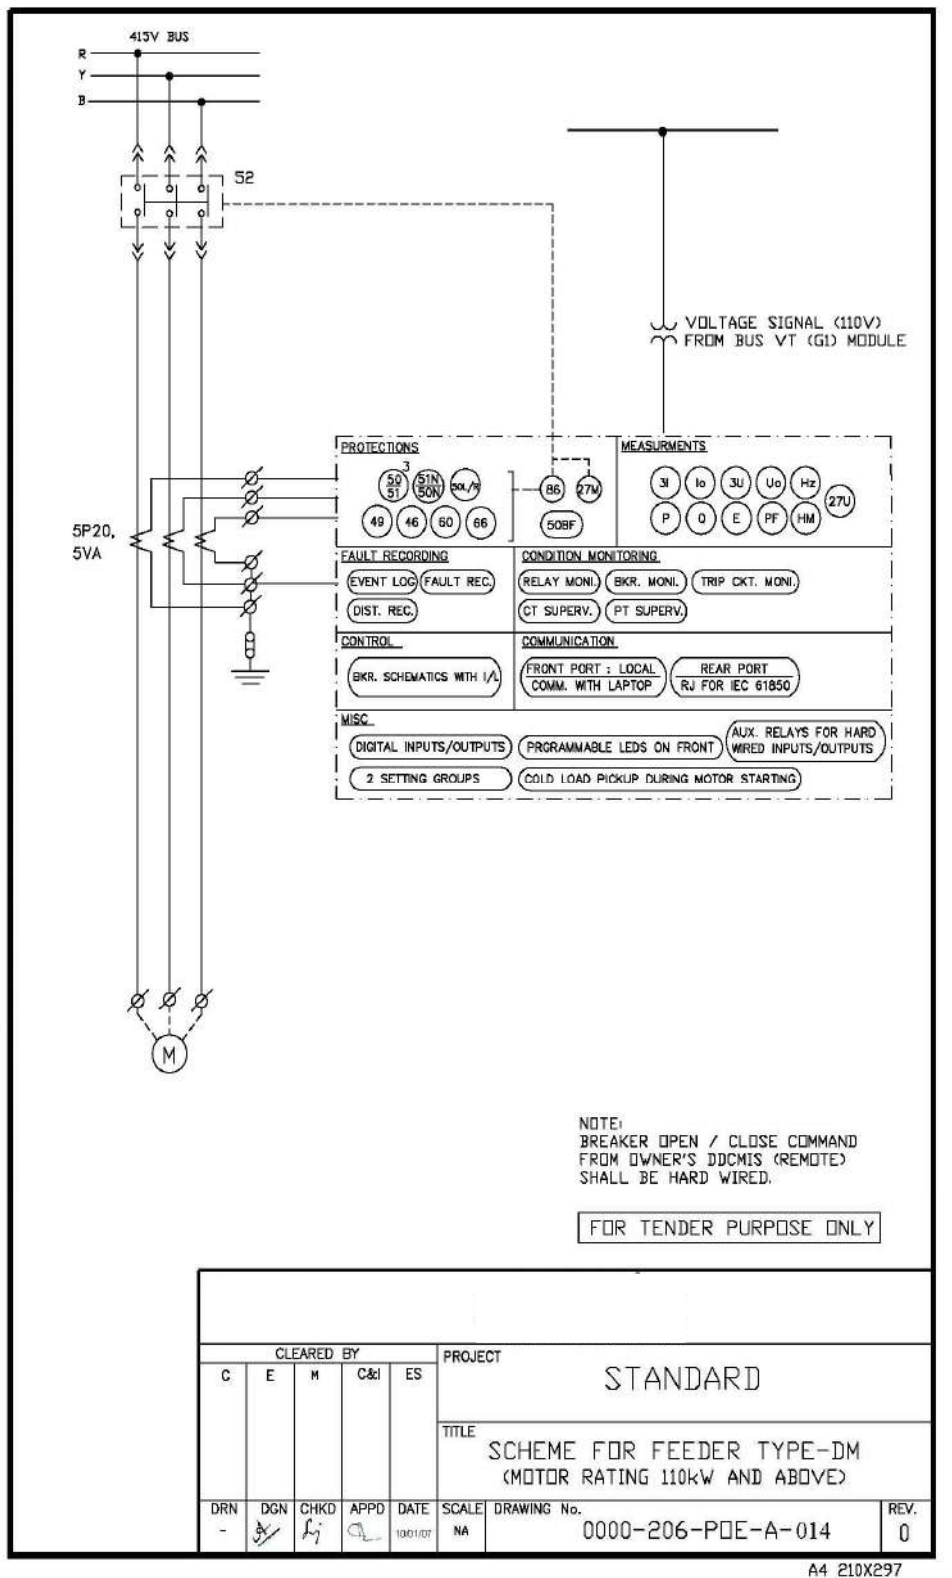 415V BUS
R
Y
B
52
VOLTAGE SIGNAL (110V)
FROM BUS VT (G1) MODULE
PROTECTIONS
3
50
51
51N
50N
50L/R
86
27M
49
46
60
66
50BF
MEASURMENTS
3I
Io
3U
Uo
Hz
27U
P
Q
E
PF
HM
5P20,
5VA
FAULT RECORDING
EVENT LOG
FAULT REC.
DIST. REC.
CONDITION MONITORING
RELAY MONI.
BKR. MONI.
TRIP CKT. MONI.
CT SUPERV.
PT SUPERV.
CONTROL
BKR. SCHEMATICS WITH I/L
COMMUNICATION
FRONT PORT : LOCAL
COMM. WITH LAPTOP
REAR PORT
RJ FOR IEC 61850
MISC
DIGITAL INPUTS/OUTPUTS
PRGRAMMABLE LEDS ON FRONT
AUX. RELAYS FOR HARD
WIRED INPUTS/OUTPUTS
2 SETTING GROUPS
COLD LOAD PICKUP DURING MOTOR STARTING
M
NOTE:
BREAKER OPEN / CLOSE COMMAND
FROM OWNER'S DDCMIS (REMOTE)
SHALL BE HARD WIRED.
FOR TENDER PURPOSE ONLY
CLEARED BY
C E M C&I ES
PROJECT
STANDARD
TITLE
SCHEME FOR FEEDER TYPE-DM
(MOTOR RATING 110kW AND ABOVE)
DRN DGN CHKD APPD DATE SCALE DRAWING No. REV.
- 10/01/07 NA 0000-206-POE-A-014 0
A4 210X297